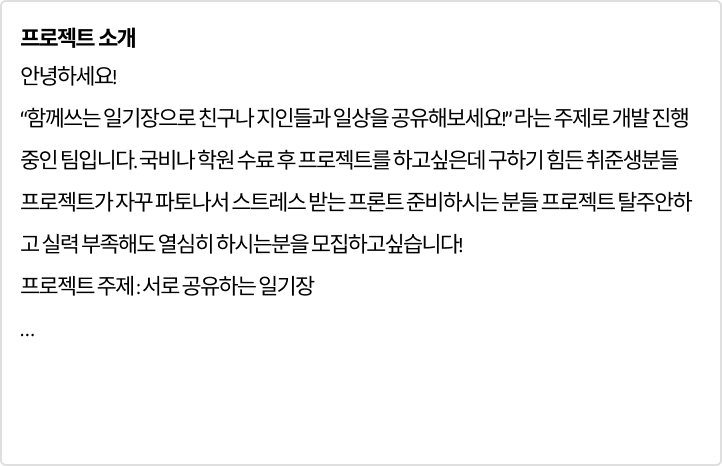 프로젝트 소개
안녕하세요!
“함께쓰는 일기장으로 친구나 지인들과 일상을 공유해보세요!” 라는 주제로 개발 진행
중인 팀입니다. 국비나 학원 수료 후 프로젝트를 하고싶은데 구하기 힘든 취준생분들
프로젝트가 자꾸 파토나서 스트레스 받는 프론트 준비하시는 분들 프로젝트 탈주안하
고 실력 부족해도 열심히 하시는분을 모집하고싶습니다!
프로젝트 주제 : 서로 공유하는 일기장
...